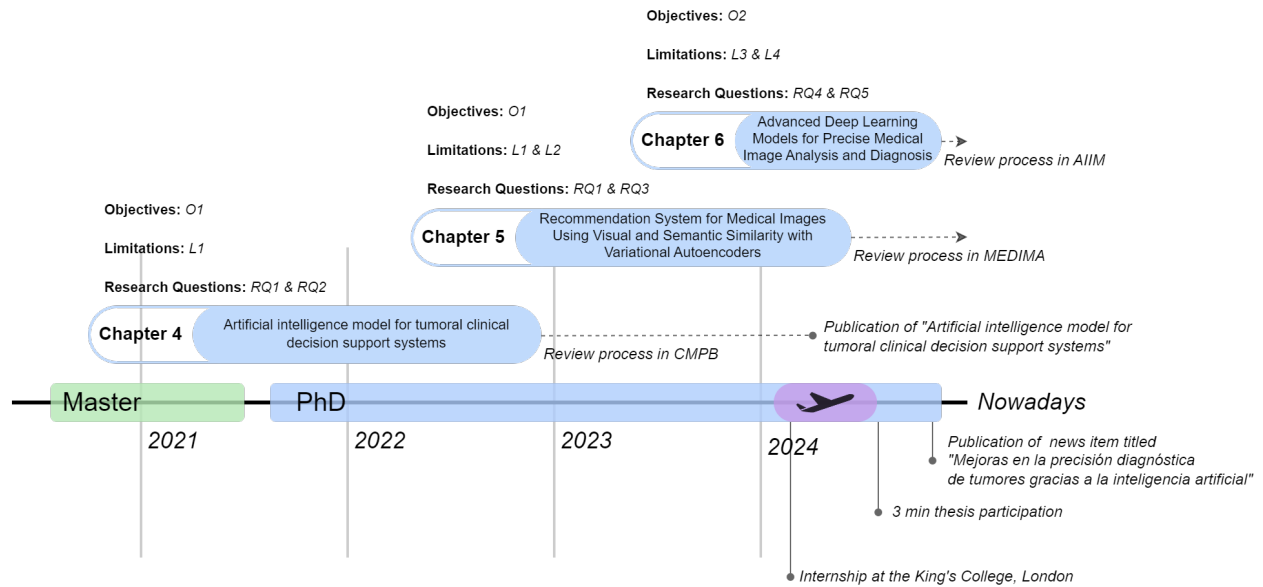 Objectives: O2
Limitations: L3 & L4
Research Questions: RQ4 & RQ5
Chapter 6
Advanced Deep Learning
Models for Precise Medical
Image Analysis and Diagnosis
Review process in AIIM
Objectives: O1
Limitations: L1 & L2
Research Questions: RQ1 & RQ3
Chapter 5
Recommendation System for Medical Images
Using Visual and Semantic Similarity with
Variational Autoencoders
Review process in MEDIMA
Objectives: O1
Limitations: L1
Research Questions: RQ1 & RQ2
Chapter 4
Artificial intelligence model for tumoral clinical
decision support systems
Review process in CMPB
Publication of "Artificial intelligence model for
tumoral clinical decision support systems"
Master
PhD
Nowadays
2021
2022
2023
2024
Publication of news item titled
"Mejoras en la precisión diagnóstica
de tumores gracias a la inteligencia artificial"
3 min thesis participation
Internship at the King's College, London